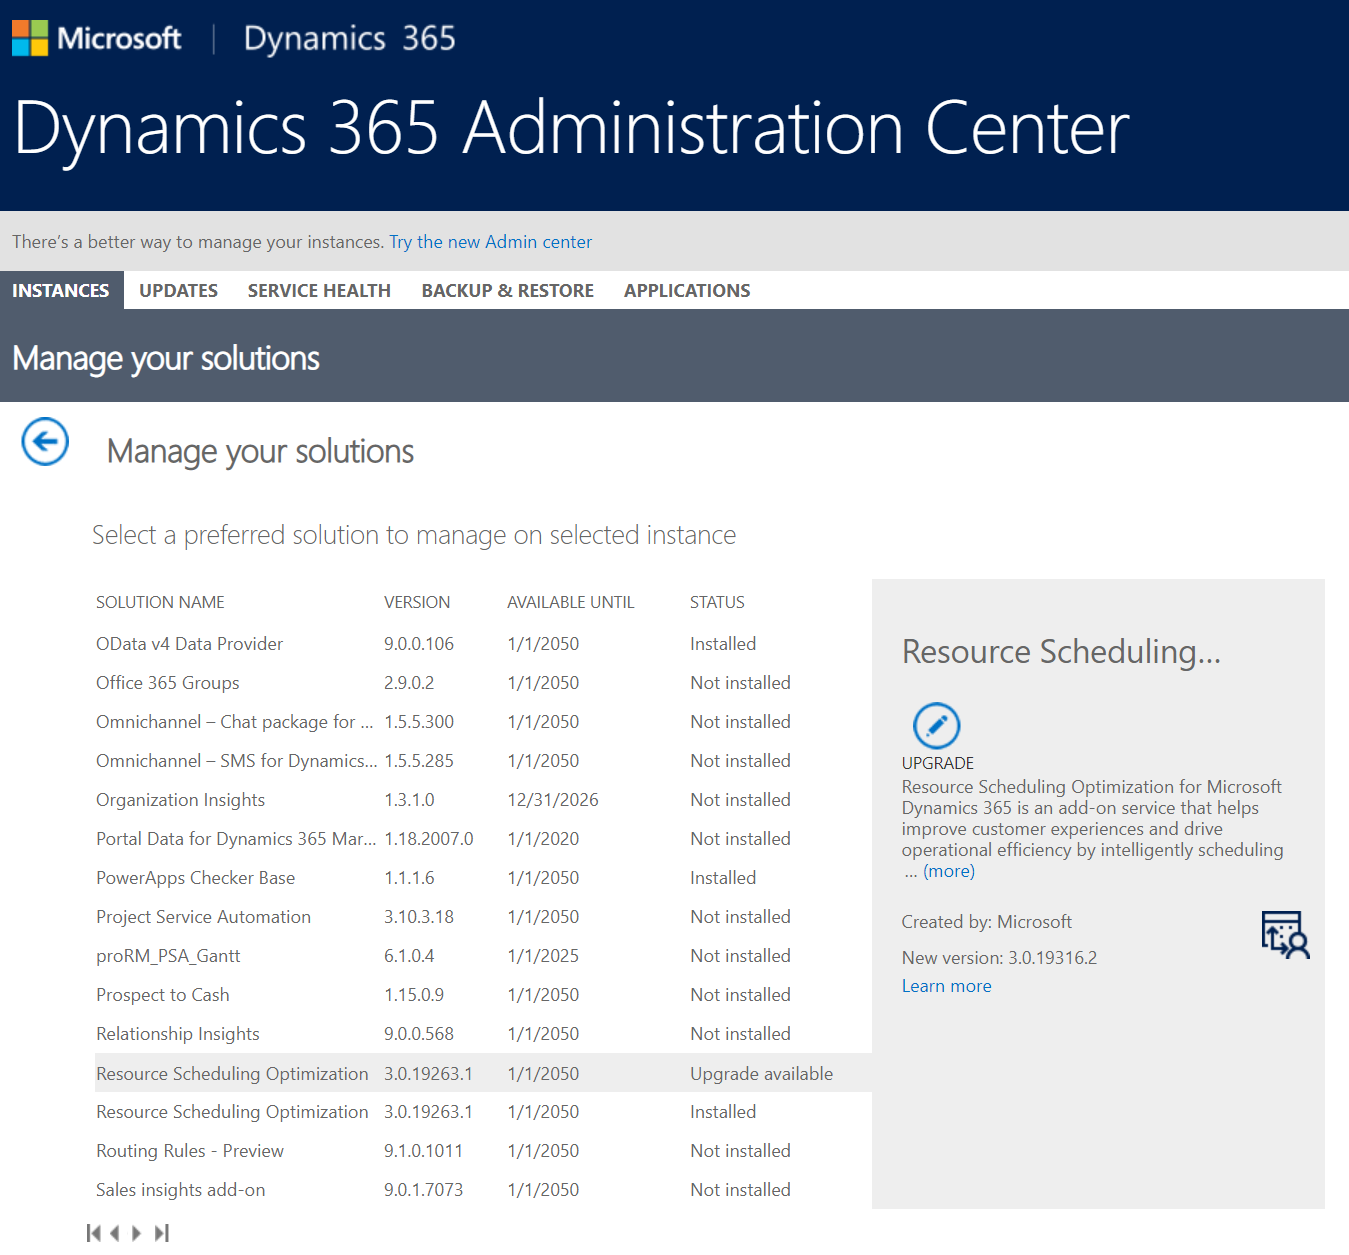 Microsoft | Dynamics 365
Dynamics 365 Administration Center
There's a better way to manage your instances. Try the new Admin center
INSTANCES UPDATES SERVICE HEALTH BACKUP & RESTORE APPLICATIONS
Manage your solutions
Manage your solutions
Select a preferred solution to manage on selected instance
SOLUTION NAME VERSION AVAILABLE UNTIL STATUS
OData v4 Data Provider 9.0.0.106 1/1/2050 Installed
Office 365 Groups 2.9.0.2 1/1/2050 Not installed
Omnichannel – Chat package for ... 1.5.5.300 1/1/2050 Not installed
Omnichannel – SMS for Dynamics... 1.5.5.285 1/1/2050 Not installed
Organization Insights 1.3.1.0 12/31/2026 Not installed
Portal Data for Dynamics 365 Mar... 1.18.2007.0 1/1/2020 Not installed
PowerApps Checker Base 1.1.1.6 1/1/2050 Installed
Project Service Automation 3.10.3.18 1/1/2050 Not installed
proRM_PSA_Gantt 6.1.0.4 1/1/2025 Not installed
Prospect to Cash 1.15.0.9 1/1/2050 Not installed
Relationship Insights 9.0.0.568 1/1/2050 Not installed
Resource Scheduling Optimization 3.0.19263.1 1/1/2050 Upgrade available
Resource Scheduling Optimization 3.0.19263.1 1/1/2050 Installed
Routing Rules - Preview 9.1.0.1011 1/1/2050 Not installed
Sales insights add-on 9.0.1.7073 1/1/2050 Not installed
Resource Scheduling...
UPGRADE
Resource Scheduling Optimization for Microsoft
Dynamics 365 is an add-on service that helps
improve customer experiences and drive
operational efficiency by intelligently scheduling
... (more)
Created by: Microsoft
New version: 3.0.19316.2
Learn more